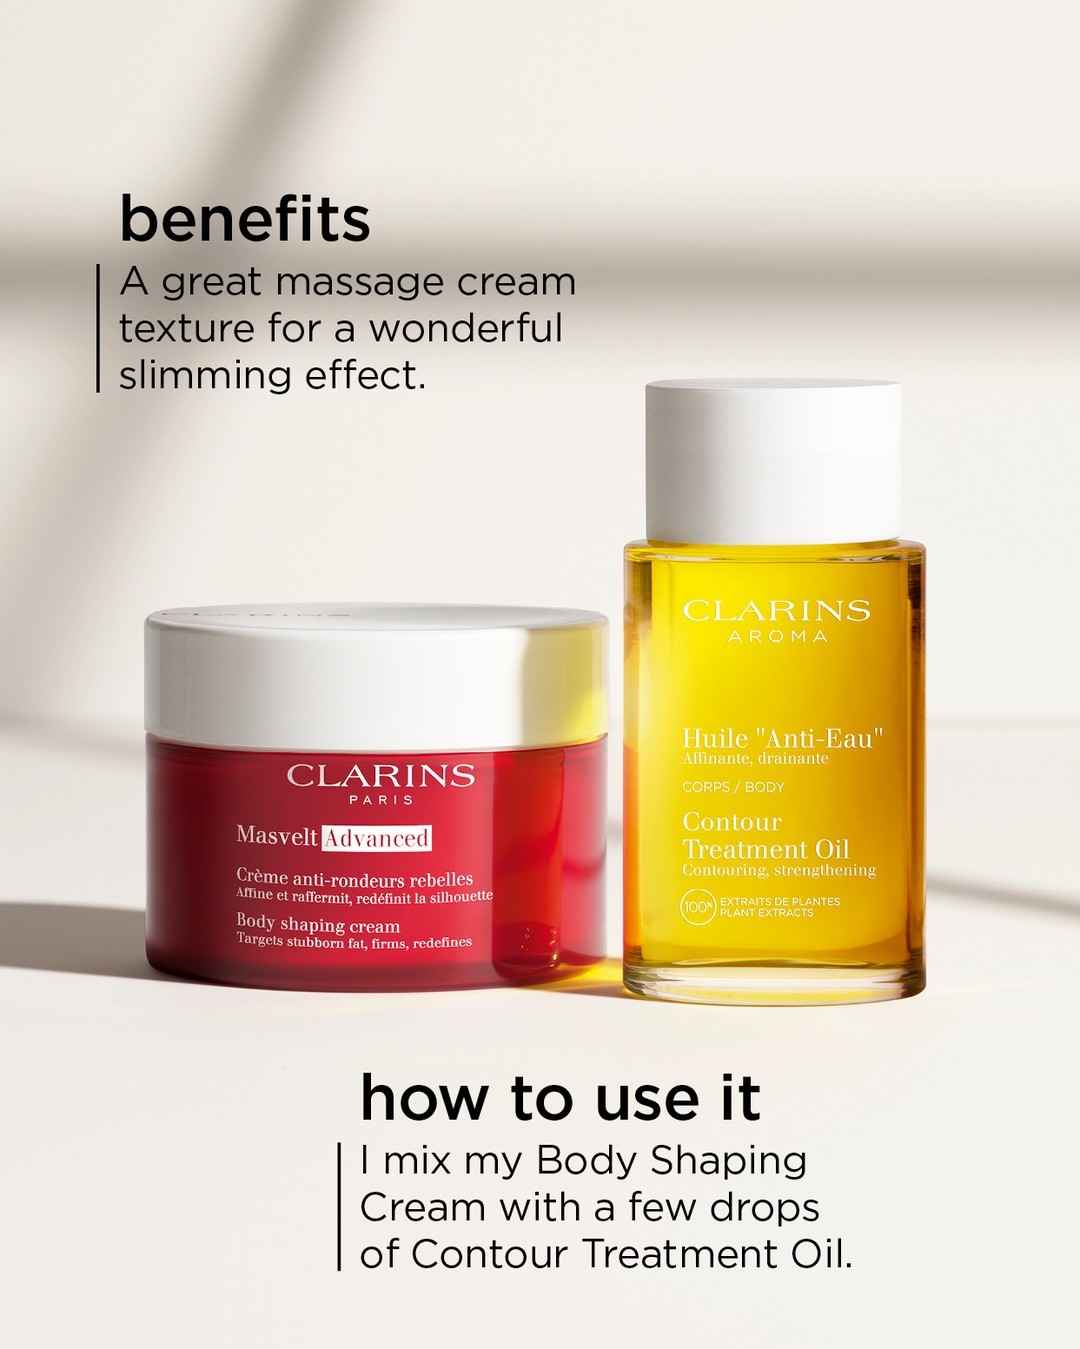 benefits
A great massage cream
texture for a wonderful
slimming effect.
CLARINS
AROMA
Huile "Anti-Eau"
Affinante, drainante
CORPS / BODY
Contour
Treatment Oil
Contouring, strengthening
100% EXTRAITS DE PLANTES
PLANT EXTRACTS
CLARINS
CLARINS
PARIS
Masvelt Advanced
Crème anti-rondeurs rebelles
Affine et raffermit, redéfinit la silhouette
Body shaping cream
Targets stubborn fat, firms, redefines
how to use it
I mix my Body Shaping
Cream with a few drops
of Contour Treatment Oil.